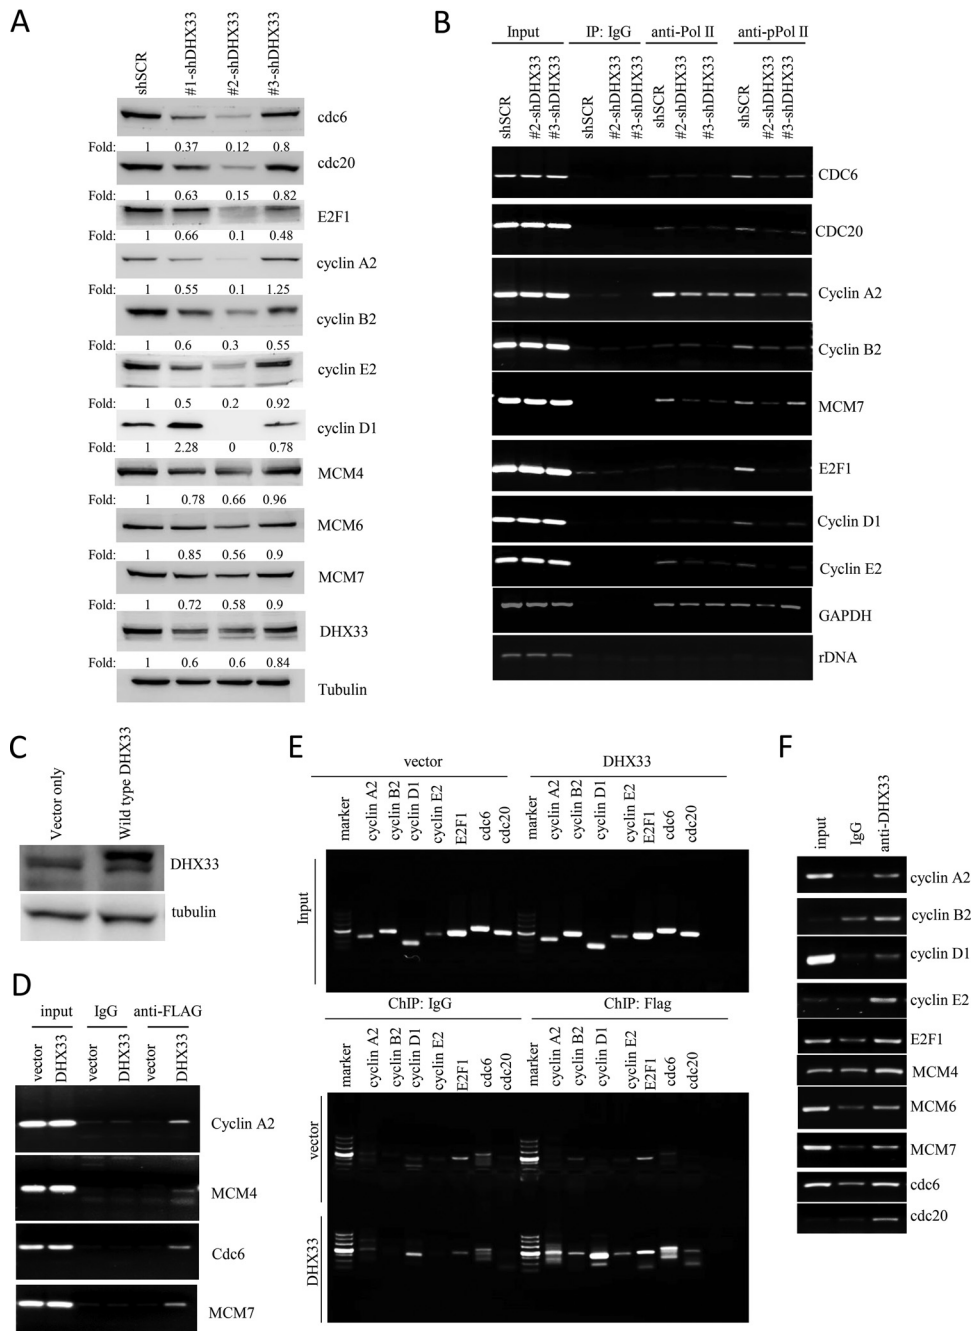 A
shSCR
#1-shDHX33
#2-shDHX33
#3-shDHX33
cdc6
Fold: 1 0.37 0.12 0.8
cdc20
Fold: 1 0.63 0.15 0.82
E2F1
Fold: 1 0.66 0.1 0.48
cyclin A2
Fold: 1 0.55 0.1 1.25
cyclin B2
Fold: 1 0.6 0.3 0.55
cyclin E2
Fold: 1 0.5 0.2 0.92
cyclin D1
Fold: 1 2.28 0 0.78
MCM4
Fold: 1 0.78 0.66 0.96
MCM6
Fold: 1 0.85 0.56 0.9
MCM7
Fold: 1 0.72 0.58 0.9
DHX33
Fold: 1 0.6 0.6 0.84
Tubulin
B
Input IP: IgG anti-Pol II anti-pPol II
shSCR
#2-shDHX33
#3-shDHX33
shSCR
#2-shDHX33
#3-shDHX33
shSCR
#2-shDHX33
#3-shDHX33
shSCR
#2-shDHX33
#3-shDHX33
CDC6
CDC20
Cyclin A2
Cyclin B2
MCM7
E2F1
Cyclin D1
Cyclin E2
GAPDH
rDNA
C
Vector only
Wild type DHX33
DHX33
tubulin
D
input IgG anti-FLAG
vector
DHX33
vector
DHX33
vector
DHX33
Cyclin A2
MCM4
Cdc6
MCM7
E
vector DHX33
marker
cyclin A2
cyclin B2
cyclin D1
cyclin E2
E2F1
cdc6
cdc20
marker
cyclin A2
cyclin B2
cyclin D1
cyclin E2
E2F1
cdc6
cdc20
Input
ChIP: IgG ChIP: Flag
marker
cyclin A2
cyclin B2
cyclin D1
cyclin E2
E2F1
cdc6
cdc20
marker
cyclin A2
cyclin B2
cyclin D1
cyclin E2
E2F1
cdc6
cdc20
vector
DHX33
F
input
IgG
anti-DHX33
cyclin A2
cyclin B2
cyclin D1
cyclin E2
E2F1
MCM4
MCM6
MCM7
cdc6
cdc20